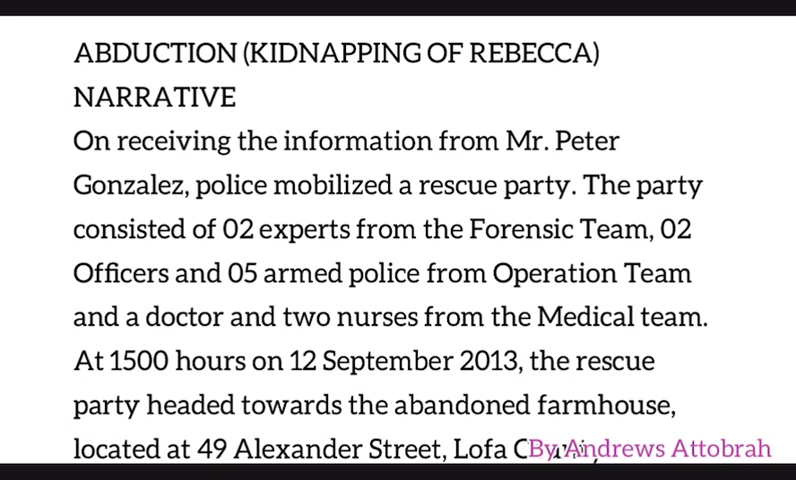 ABDUCTION (KIDNAPPING OF REBECCA)
NARRATIVE
On receiving the information from Mr. Peter
Gonzalez, police mobilized a rescue party. The party
consisted of 02 experts from the Forensic Team, 02
Officers and 05 armed police from Operation Team
and a doctor and two nurses from the Medical team.
At 1500 hours on 12 September 2013, the rescue
party headed towards the abandoned farmhouse,
located at 49 Alexander Street, Lofa
By Andrews Attobrah